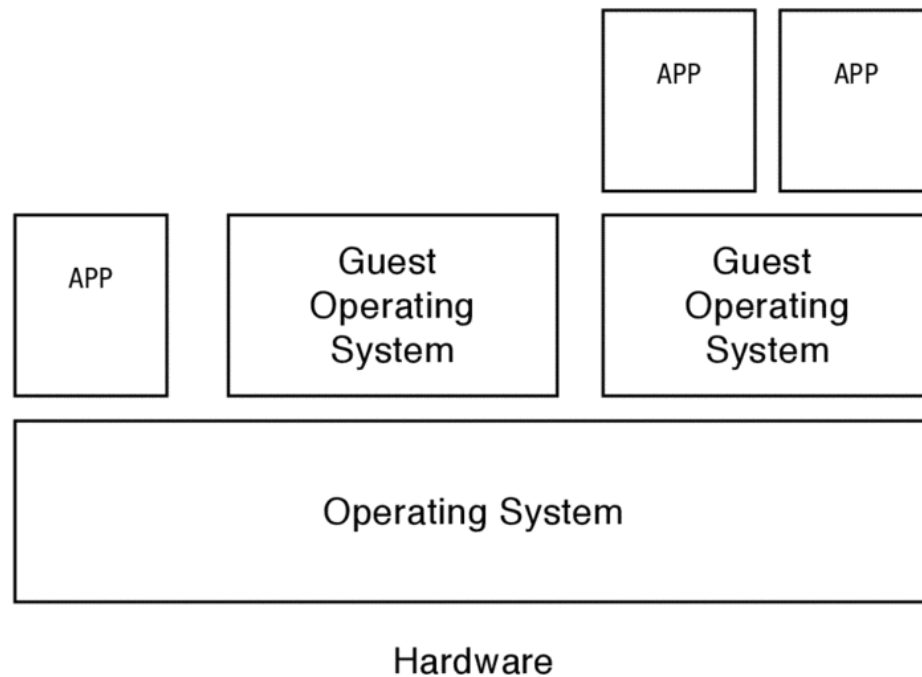 APP
APP
APP
Guest
Operating
System
Guest
Operating
System
Operating System
Hardware